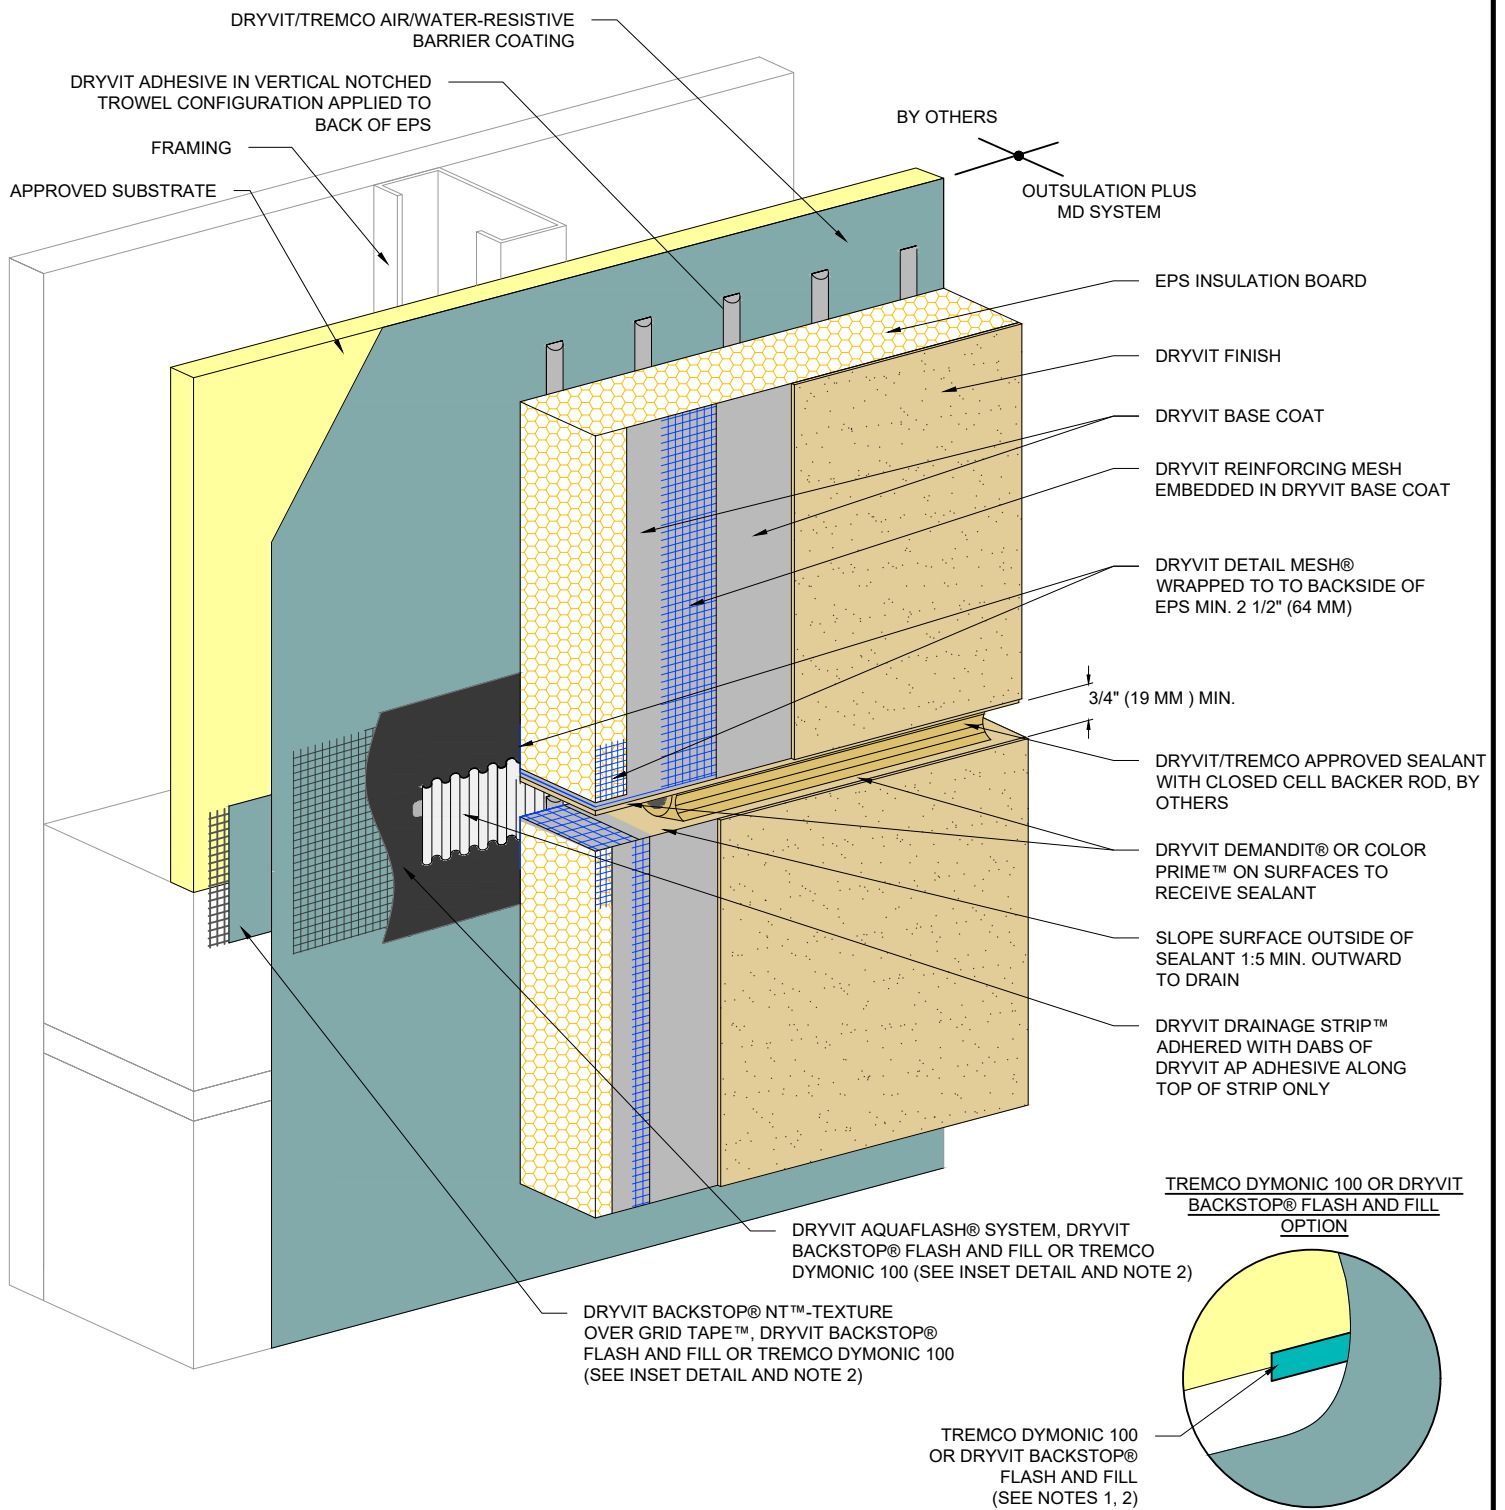 DRYVIT/TREMCO AIR/WATER-RESISTIVE
BARRIER COATING
DRYVIT ADHESIVE IN VERTICAL NOTCHED
TROWEL CONFIGURATION APPLIED TO
BACK OF EPS
FRAMING
APPROVED SUBSTRATE
BY OTHERS
OUTSULATION PLUS
MD SYSTEM
EPS INSULATION BOARD
DRYVIT FINISH
DRYVIT BASE COAT
DRYVIT REINFORCING MESH
EMBEDDED IN DRYVIT BASE COAT
DRYVIT DETAIL MESH®
WRAPPED TO TO BACKSIDE OF
EPS MIN. 2 1/2" (64 MM)
3/4" (19 MM ) MIN.
DRYVIT/TREMCO APPROVED SEALANT
WITH CLOSED CELL BACKER ROD, BY
OTHERS
DRYVIT DEMANDIT® OR COLOR
PRIME™ ON SURFACES TO
RECEIVE SEALANT
SLOPE SURFACE OUTSIDE OF
SEALANT 1:5 MIN. OUTWARD
TO DRAIN
DRYVIT DRAINAGE STRIP™
ADHERED WITH DABS OF
DRYVIT AP ADHESIVE ALONG
TOP OF STRIP ONLY
DRYVIT AQUAFLASH® SYSTEM, DRYVIT
BACKSTOP® FLASH AND FILL OR TREMCO
DYMONIC 100 (SEE INSET DETAIL AND NOTE 2)
DRYVIT BACKSTOP® NT™-TEXTURE
OVER GRID TAPE™, DRYVIT BACKSTOP®
FLASH AND FILL OR TREMCO DYMONIC 100
(SEE INSET DETAIL AND NOTE 2)
TREMCO DYMONIC 100 OR DRYVIT
BACKSTOP® FLASH AND FILL
OPTION
TREMCO DYMONIC 100
OR DRYVIT BACKSTOP®
FLASH AND FILL
(SEE NOTES 1, 2)